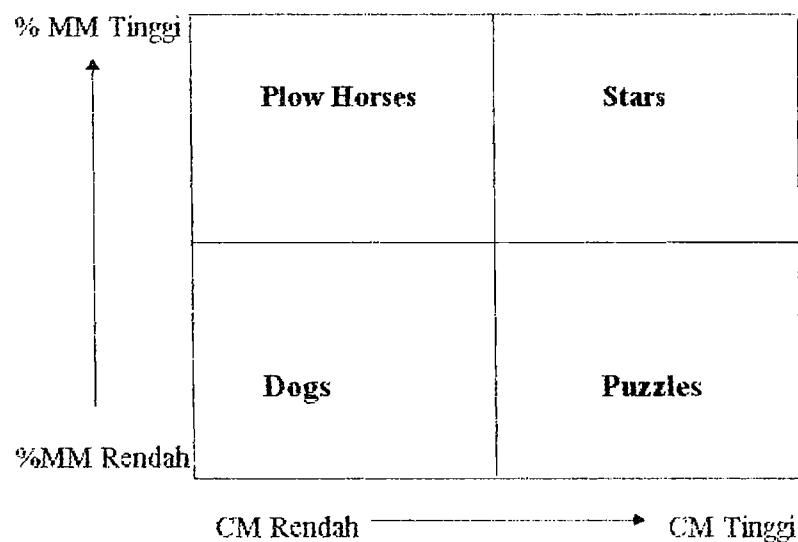 % MM Tinggi
Plow Horses Stars
Dogs Puzzles
%MM Rendah
CM Rendah CM Tinggi